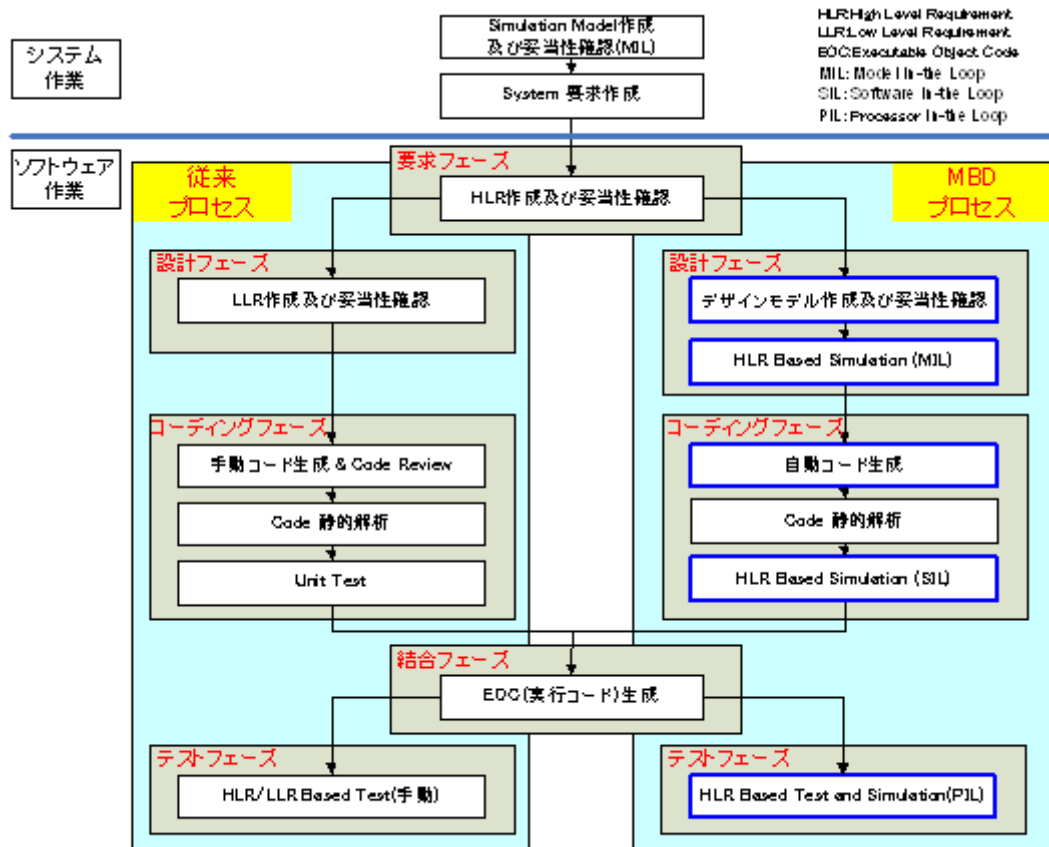 システム
作業
Simulation Model作成
及び妥当性確認(MIL)
System 要求作成
HLR:High Level Requirement
LLR:Low Level Requirement
EOC:Executable Object Code
MIL: Model In-the Loop
SIL: Software In-the Loop
PIL: Processor In-the Loop
ソフトウェア
作業
従来
プロセス
要求フェーズ
HLR作成及び妥当性確認
MBD
プロセス
設計フェーズ
LLR作成及び妥当性確認
設計フェーズ
デザインモデル作成及び妥当性確認
HLR Based Simulation (MIL)
コーディングフェーズ
手動コード生成 & Code Review
Code 静的解析
Unit Test
コーディングフェーズ
自動コード生成
Code 静的解析
HLR Based Simulation (SIL)
結合フェーズ
EOC(実行コード)生成
テストフェーズ
HLR/LLR Based Test(手動)
テストフェーズ
HLR Based Test and Simulation(PIL)